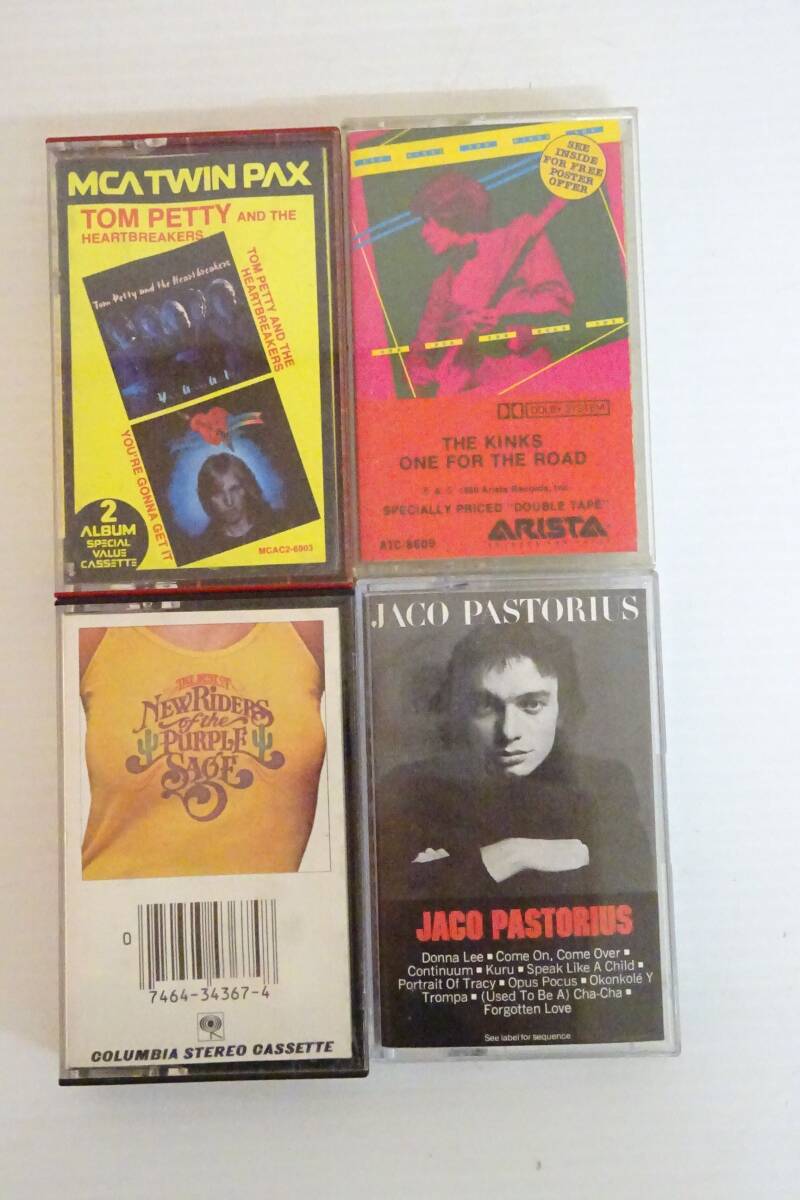 MCA TWIN PAX
TOM PETTY AND THE
HEARTBREAKERS
Tom Petty and the Heartbreakers
TOM PETTY AND THE
HEARTBREAKERS
YOU'RE GONNA GET IT
2
ALBUM
SPECIAL
VALUE
CASSETTE
MCAC2-6903
SEE
INSIDE
FOR FREE
POSTER
OFFER
DOLBY SYSTEM
THE KINKS
ONE FOR THE ROAD
1980 Arista Records, Inc.
SPECIALLY PRICED "DOUBLE TAPE"
ARISTA
ATC-8609
THE BEST OF
NEW RIDERS
of the
PURPLE
SAGE
0
7464-34367-4
COLUMBIA STEREO CASSETTE
JACO PASTORIUS
JACO PASTORIUS
Donna Lee ■ Come On, Come Over ■
Continuum ■ Kuru ■ Speak Like A Child ■
Portrait Of Tracy ■ Opus Pocus ■ Okonkolé Y
Trompa ■ (Used To Be A) Cha-Cha ■
Forgotten Love
See label for sequence